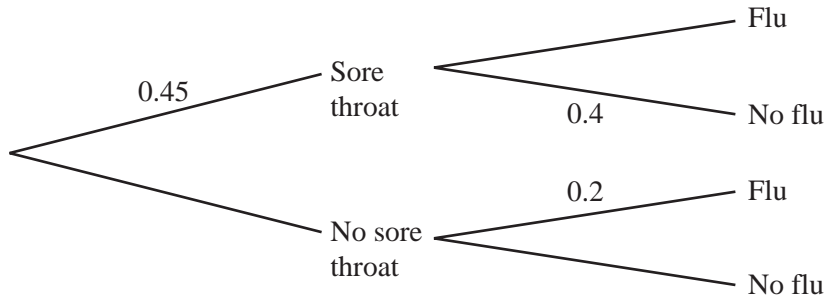 Flu
0.45
Sore
throat
0.4
No flu
0.2
Flu
No sore
throat
No flu